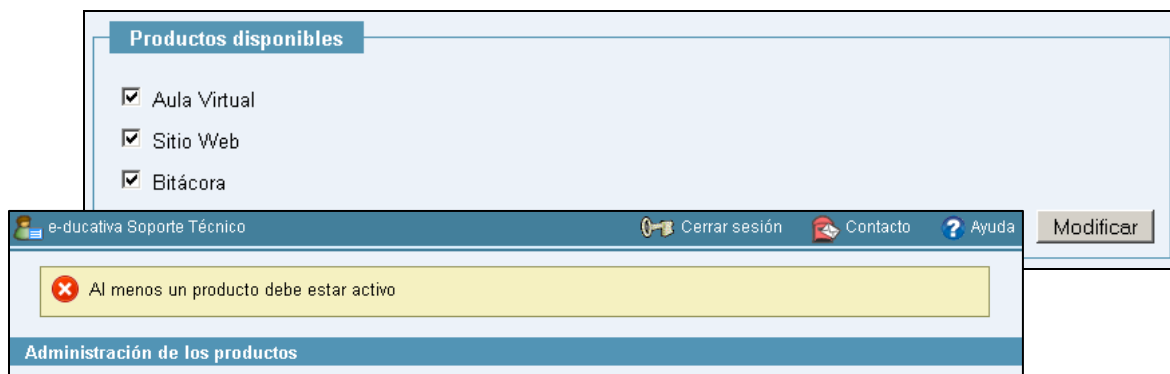 Productos disponibles
Aula Virtual
Sitio Web
Bitácora
Modificar
e-ducativa Soporte Técnico Cerrar sesión Contacto Ayuda
Al menos un producto debe estar activo
Administración de los productos